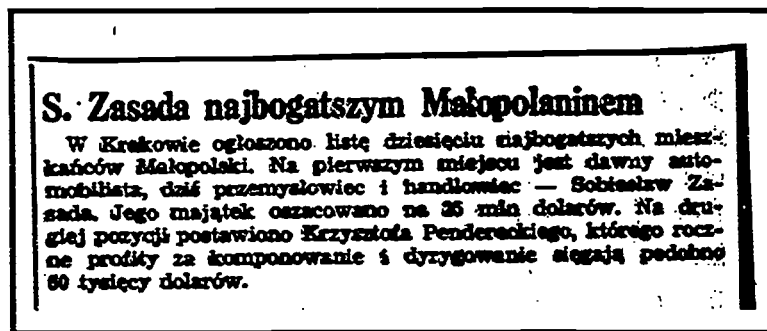 S. Zasada najbogatszym Małopolaninem
W Krakowie ogłoszono listę dziesięciu najbogatszych miesz-
kańców Małopolski. Na pierwszym miejscu jest dawny auto-
mobilista, dziś przemysłowiec i handlowiec — Sobiesław Za-
sada. Jego majątek oszacowano na 25 mln dolarów. Na dru-
giej pozycji postawiono Krzysztofa Pendereckiego, którego rocz-
ne profity za komponowanie i dyrygowanie sięgają podobno
60 tysięcy dolarów.